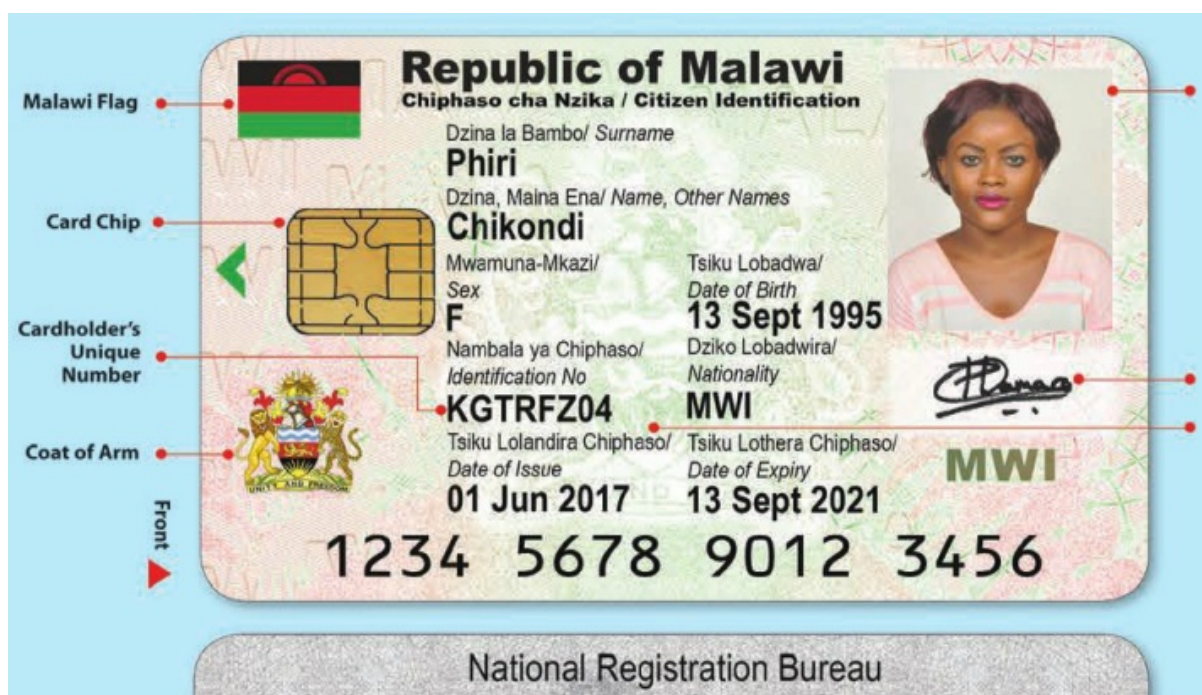 Malawi Flag
Card Chip
Cardholder's
Unique
Number
Coat of Arm
Front
Republic of Malawi
Chiphaso cha Nzika / Citizen Identification
Dzina la Bambo/ Surname
Phiri
Dzina, Maina Ena/ Name, Other Names
Chikondi
Mwamuna-Mkazi/
Sex
F
Tsiku Lobadwa/
Date of Birth
13 Sept 1995
Nambala ya Chiphaso/
Identification No
KGTRFZ04
Dziko Lobadwira/
Nationality
MWI
Tsiku Lolandira Chiphaso/
Date of Issue
01 Jun 2017
Tsiku Lothera Chiphaso/
Date of Expiry
13 Sept 2021
MWI
UNITY AND FREEDOM
1234 5678 9012 3456
National Registration Bureau